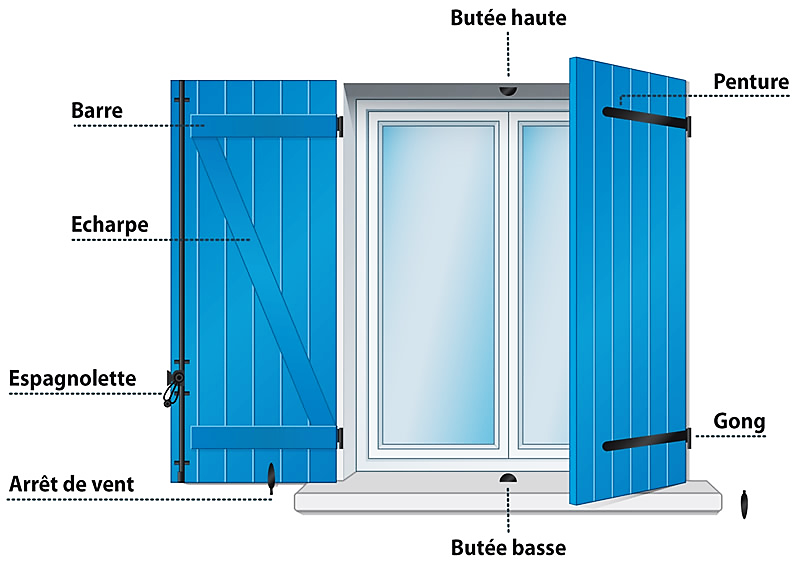 Butée haute
Penture
Barre
Echarpe
Espagnolette
Gong
Arrêt de vent
Butée basse